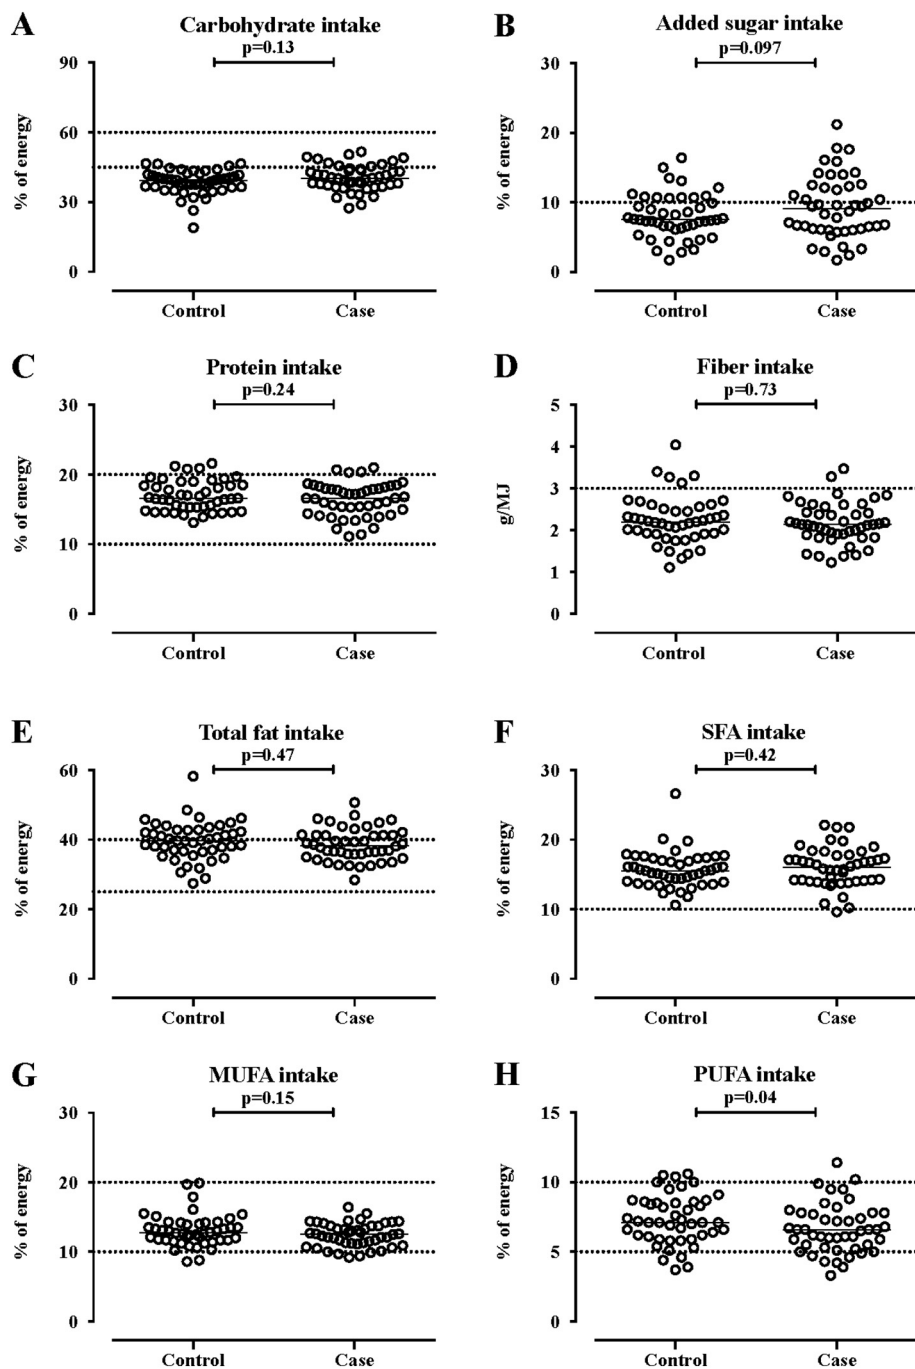 A
Carbohydrate intake
p=0.13
% of energy
90
60
30
0
Control
Case
B
Added sugar intake
p=0.097
% of energy
30
20
10
0
Control
Case
C
Protein intake
p=0.24
% of energy
30
20
10
0
Control
Case
D
Fiber intake
p=0.73
g/MJ
5
4
3
2
1
0
Control
Case
E
Total fat intake
p=0.47
% of energy
60
40
20
0
Control
Case
F
SFA intake
p=0.42
% of energy
30
20
10
0
Control
Case
G
MUFA intake
p=0.15
% of energy
30
20
10
0
Control
Case
H
PUFA intake
p=0.04
% of energy
15
10
5
0
Control
Case